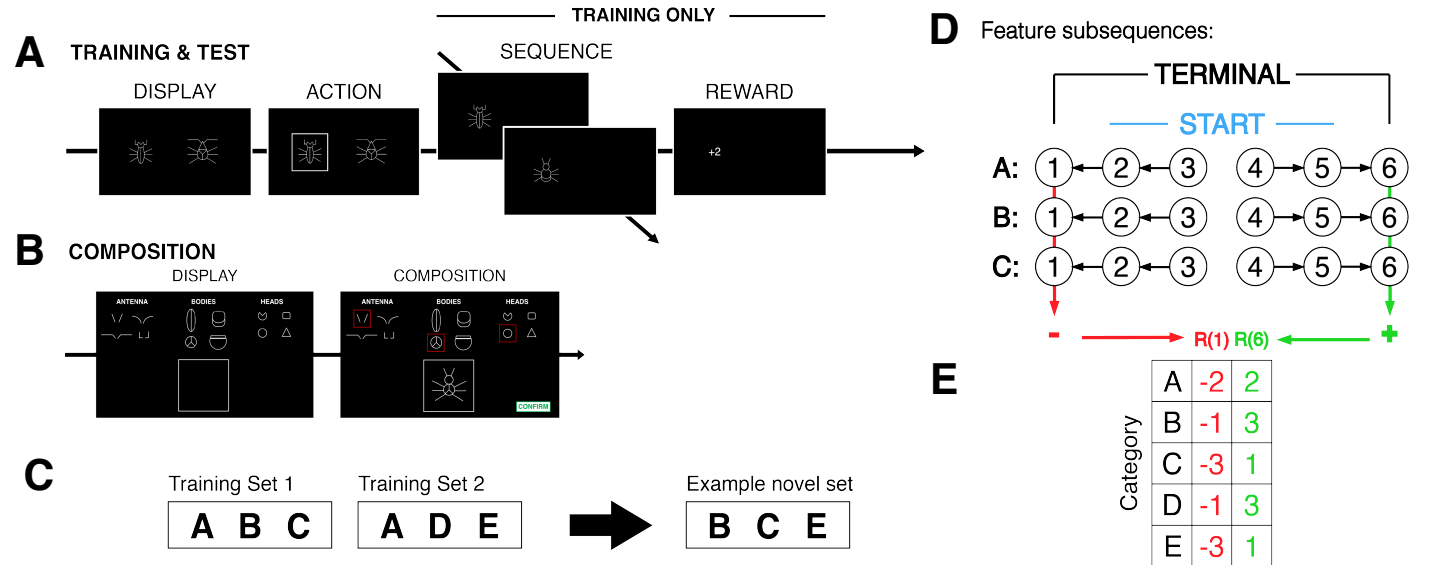 TRAINING ONLY
A TRAINING & TEST
SEQUENCE
DISPLAY
ACTION
REWARD
+2
B COMPOSITION
DISPLAY
COMPOSITION
ANTENNA BODIES HEADS
ANTENNA BODIES HEADS
CONFIRM
C
Training Set 1
Training Set 2
Example novel set
A B C
A D E
B C E
D Feature subsequences:
TERMINAL
START
A: 1 2 3 4 5 6
B: 1 2 3 4 5 6
C: 1 2 3 4 5 6
- R(1) R(6) +
E
Category
A -2 2
B -1 3
C -3 1
D -1 3
E -3 1